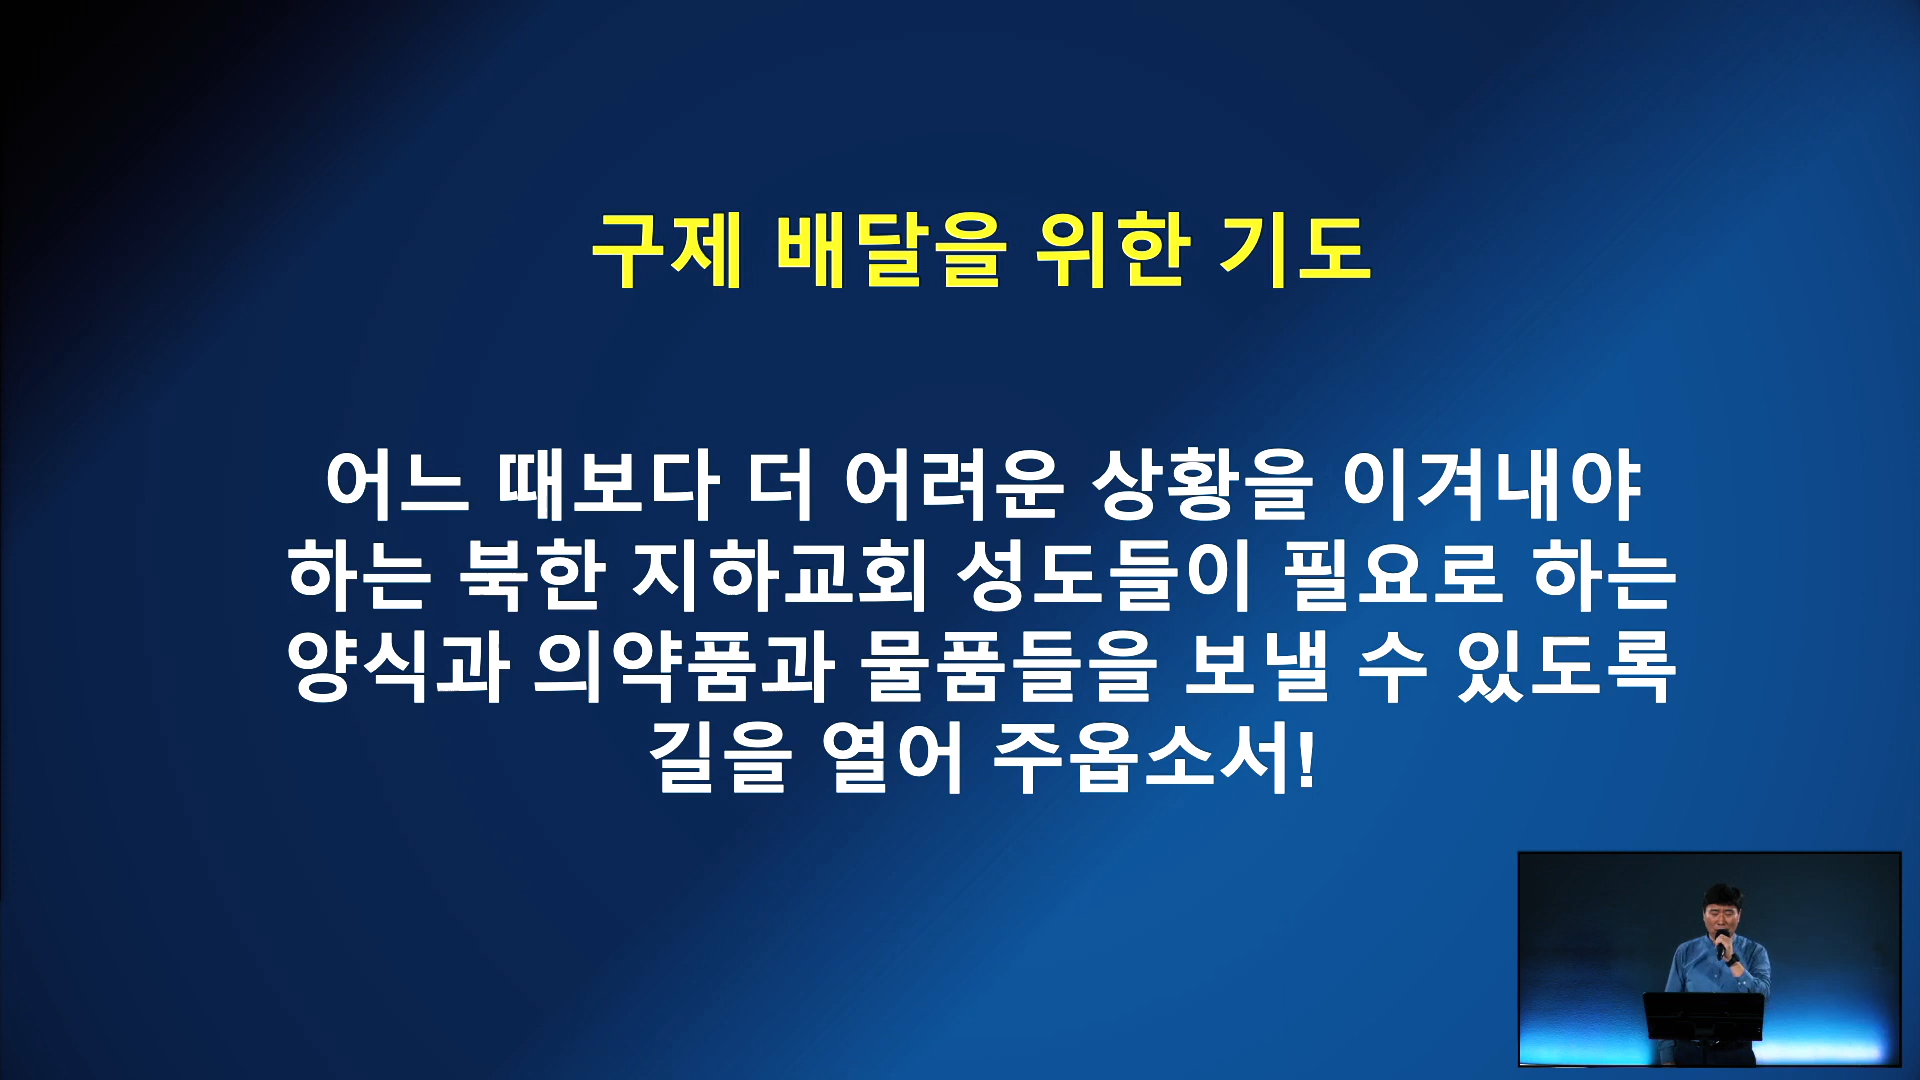 구제 배달을 위한 기도
어느 때보다 더 어려운 상황을 이겨내야
하는 북한 지하교회 성도들이 필요로 하는
양식과 의약품과 물품들을 보낼 수 있도록
길을 열어 주옵소서!